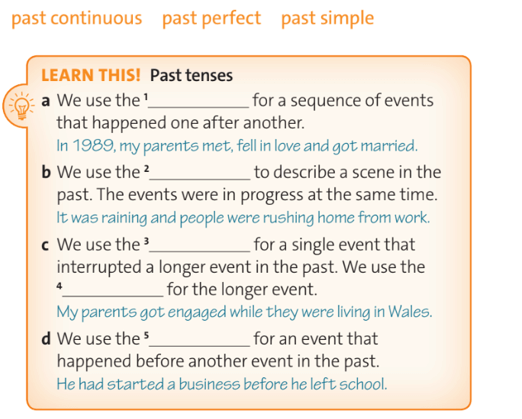 past continuous past perfect past simple
LEARN THIS! Past tenses
a We use the ¹____________ for a sequence of events
that happened one after another.
In 1989, my parents met, fell in love and got married.
b We use the ²____________ to describe a scene in the
past. The events were in progress at the same time.
It was raining and people were rushing home from work.
c We use the ³____________ for a single event that
interrupted a longer event in the past. We use the
⁴____________ for the longer event.
My parents got engaged while they were living in Wales.
d We use the ⁵____________ for an event that
happened before another event in the past.
He had started a business before he left school.